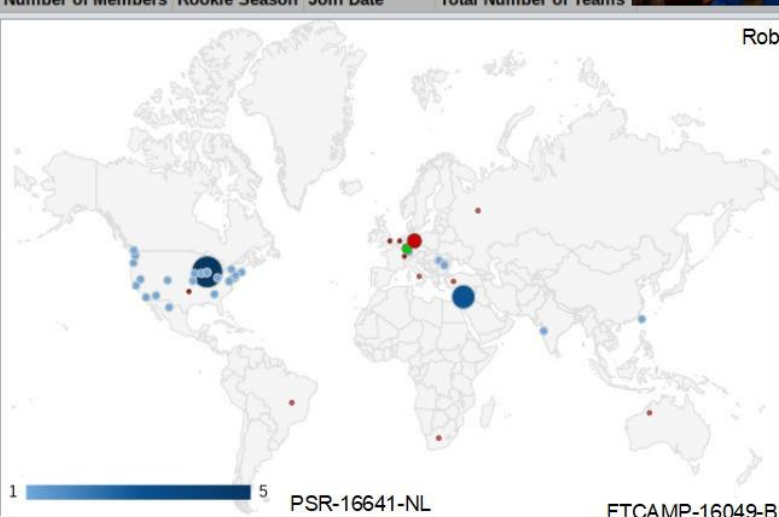 Number of Members Rookie Season Join Date Total Number of Teams
Rob
1 5
PSR-16641-NL
FTCAMP-16049-B